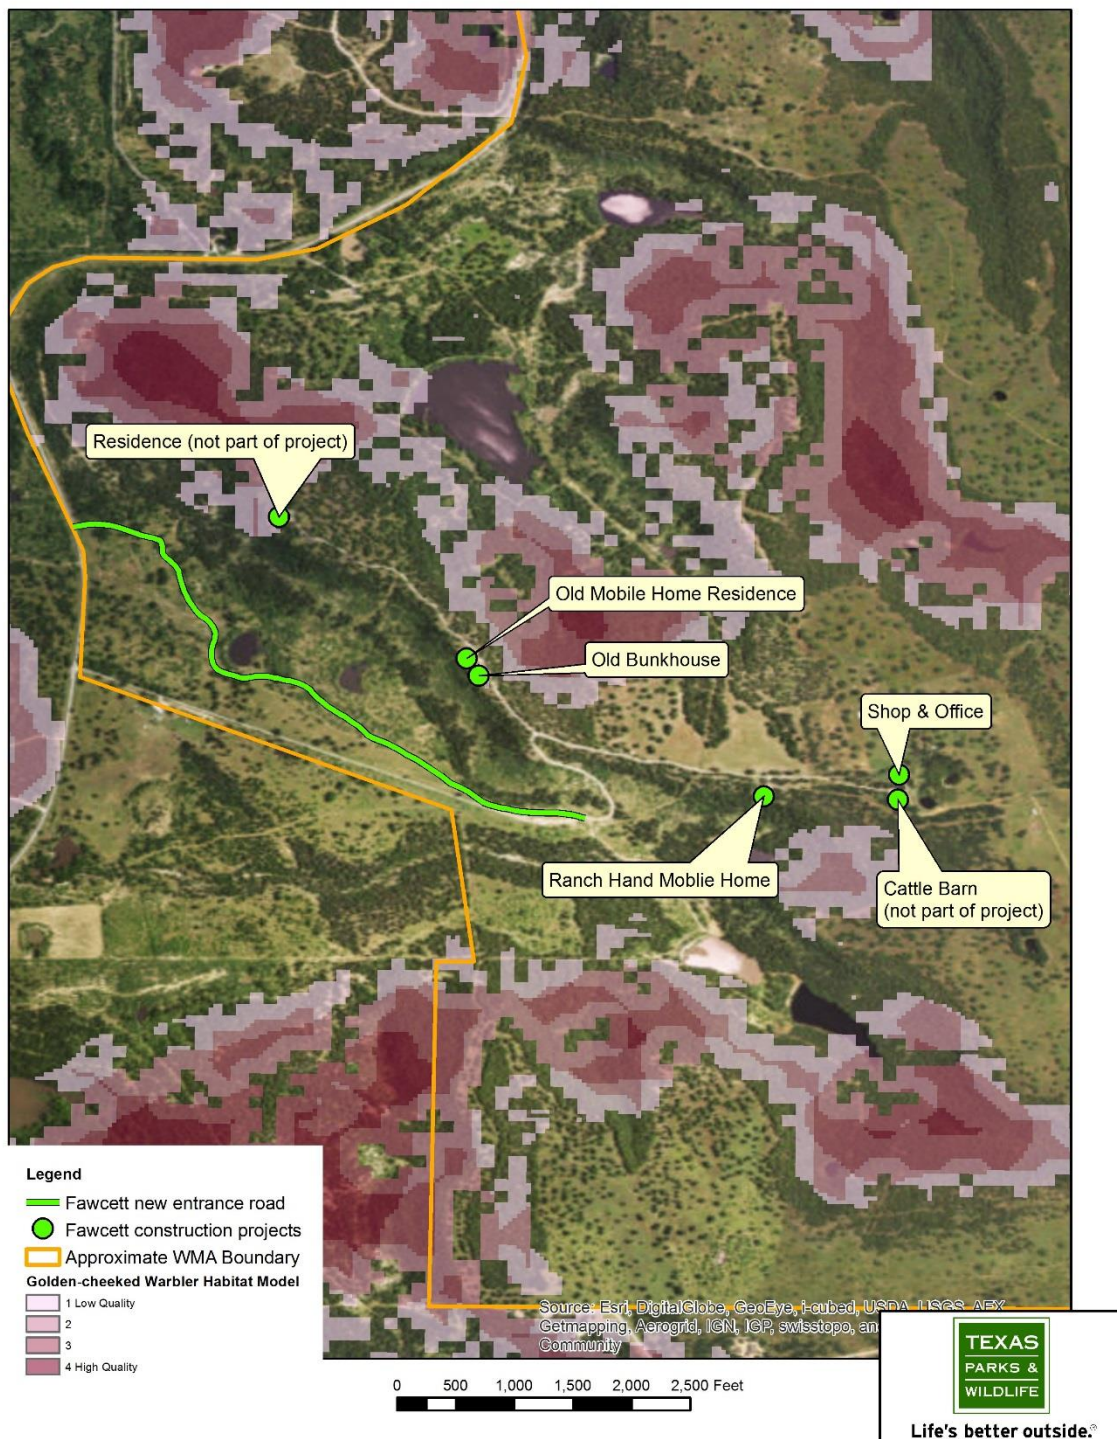 Residence (not part of project)
Old Mobile Home Residence
Old Bunkhouse
Shop & Office
Ranch Hand Moblie Home
Cattle Barn
(not part of project)
Legend
Fawcett new entrance road
Fawcett construction projects
Approximate WMA Boundary
Golden-cheeked Warbler Habitat Model
1 Low Quality
2
3
4 High Quality
Source: Esri, DigitalGlobe, GeoEye, i-cubed, USDA, USGS, AEX,
Getmapping, Aerogrid, IGN, IGP, swisstopo, an
Community
0 500 1,000 1,500 2,000 2,500 Feet
TEXAS
PARKS &
WILDLIFE
Life's better outside.®